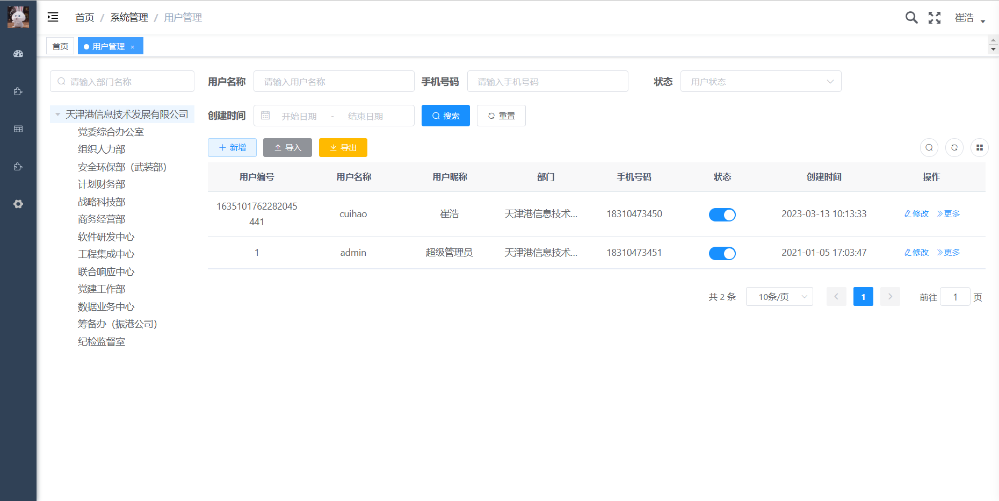 首页 / 系统管理 / 用户管理
崔浩
首页
用户管理 ×
请输入部门名称
天津港信息技术发展有限公司
党委综合办公室
组织人力部
安全环保部（武装部）
计划财务部
战略科技部
商务经营部
软件研发中心
工程集成中心
联合响应中心
党建工作部
数据业务中心
筹备办（振港公司）
纪检监督室
用户名称 请输入用户名称 手机号码 请输入手机号码 状态 用户状态
创建时间 开始日期 - 结束日期 搜索 重置
新增 导入 导出
用户编号 用户名称 用户昵称 部门 手机号码 状态 创建时间 操作
1635101762282045
441
cuihao 崔浩 天津港信息技术... 18310473450 2023-03-13 10:13:33 修改 更多
1 admin 超级管理员 天津港信息技术... 18310473451 2021-01-05 17:03:47 修改 更多
共 2 条 10条/页 1 前往 1 页